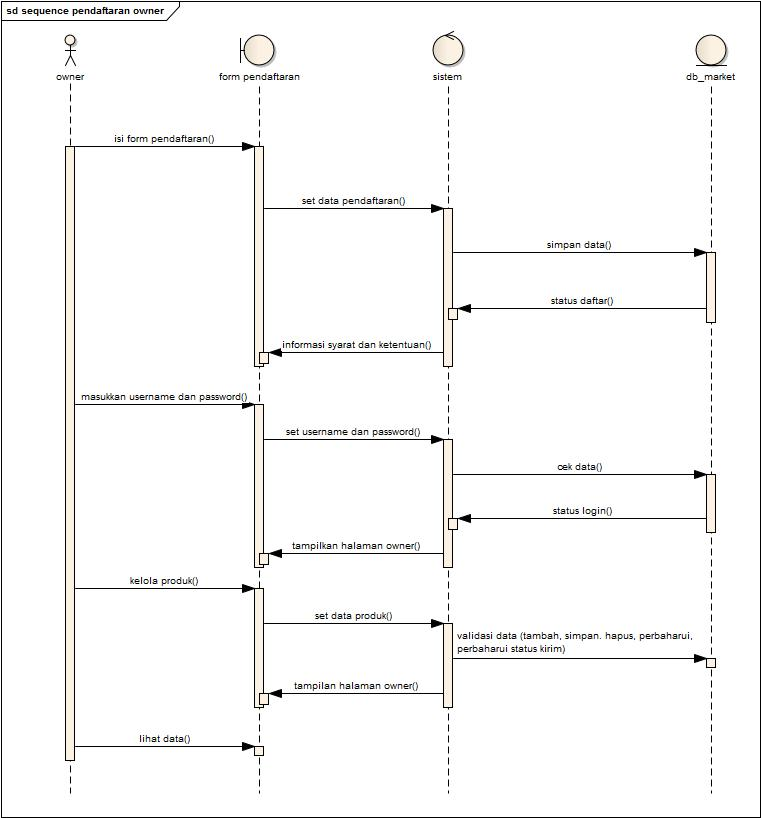 sd sequence pendaftaran owner
owner
form pendaftaran
sistem
db_market
isi form pendaftaran()
set data pendaftaran()
simpan data()
status daftar()
informasi syarat dan ketentuan()
masukkan username dan password()
set username dan password()
cek data()
status login()
tampilkan halaman owner()
kelola produk()
set data produk()
validasi data (tambah, simpan. hapus, perbaharui,
perbaharui status kirim)
tampilan halaman owner()
lihat data()